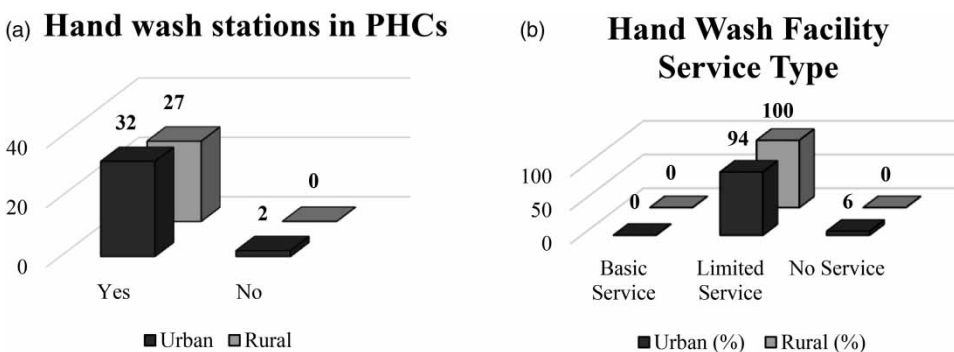 (a) Hand wash stations in PHCs
32
27
40
20
0
2
0
Yes
No
Urban
Rural
(b) Hand Wash Facility
Service Type
100
94
100
50
0
0
0
6
0
Basic
Service
Limited
Service
No Service
Urban (%)
Rural (%)